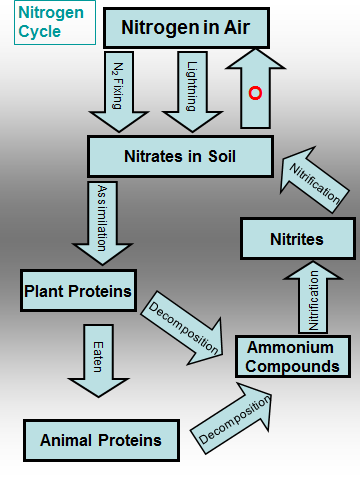 Nitrogen
Cycle
Nitrogen in Air
N₂ Fixing
Lightning
O
Nitrates in Soil
Assimilation
Nitrification
Nitrites
Plant Proteins
Decomposition
Nitrification
Eaten
Ammonium
Compounds
Animal Proteins
Decomposition